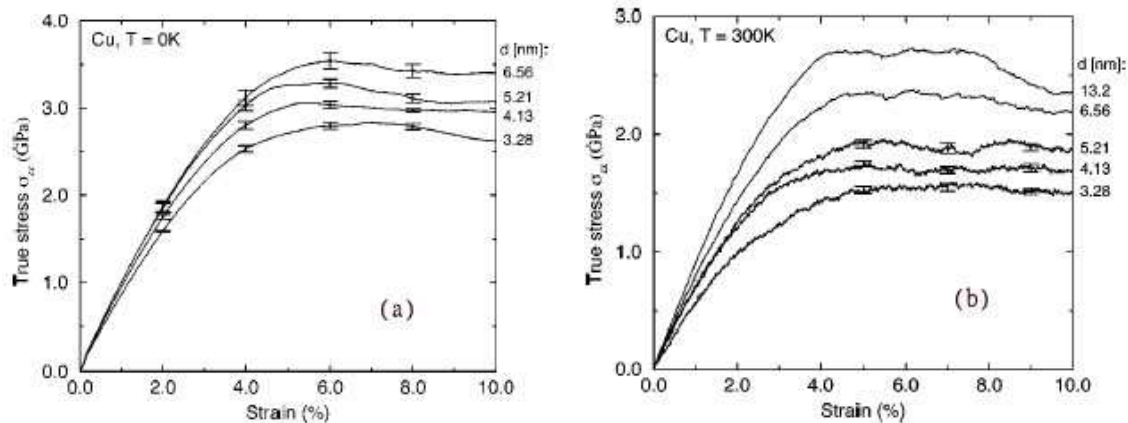 Cu, T = 0K
d [nm]:
6.56
5.21
4.13
3.28
4.0
3.0
2.0
1.0
0.0
True stress σzz (GPa)
0.0 2.0 4.0 6.0 8.0 10.0
Strain (%)
(a)
Cu, T = 300K
d [nm]:
13.2
6.56
5.21
4.13
3.28
3.0
2.0
1.0
0.0
True stress σzz (GPa)
0.0 2.0 4.0 6.0 8.0 10.0
Strain (%)
(b)